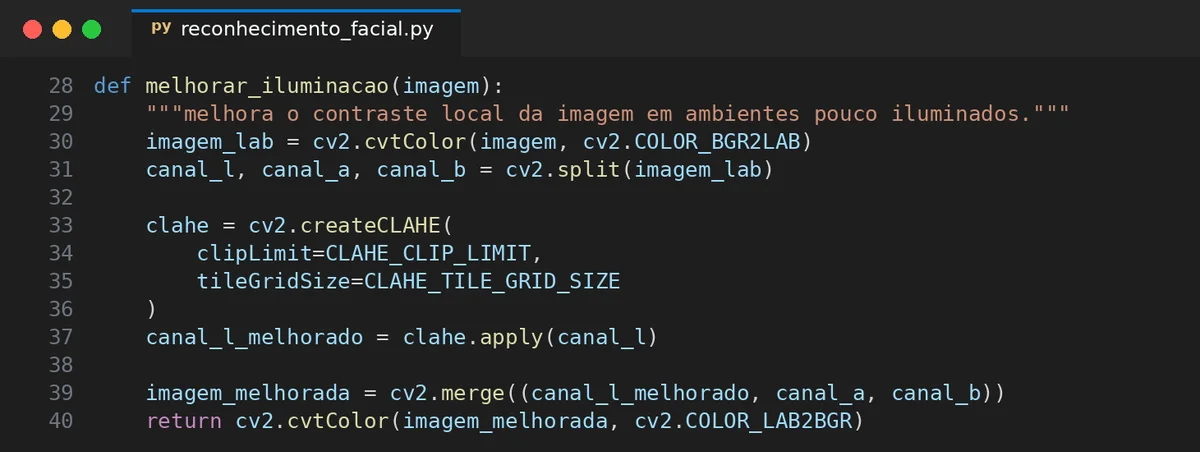 py reconhecimento_facial.py
28 def melhorar_iluminacao(imagem):
29     """melhora o contraste local da imagem em ambientes pouco iluminados."""
30     imagem_lab = cv2.cvtColor(imagem, cv2.COLOR_BGR2LAB)
31     canal_l, canal_a, canal_b = cv2.split(imagem_lab)
32
33     clahe = cv2.createCLAHE(
34         clipLimit=CLAHE_CLIP_LIMIT,
35         tileGridSize=CLAHE_TILE_GRID_SIZE
36     )
37     canal_l_melhorado = clahe.apply(canal_l)
38
39     imagem_melhorada = cv2.merge((canal_l_melhorado, canal_a, canal_b))
40     return cv2.cvtColor(imagem_melhorada, cv2.COLOR_LAB2BGR)